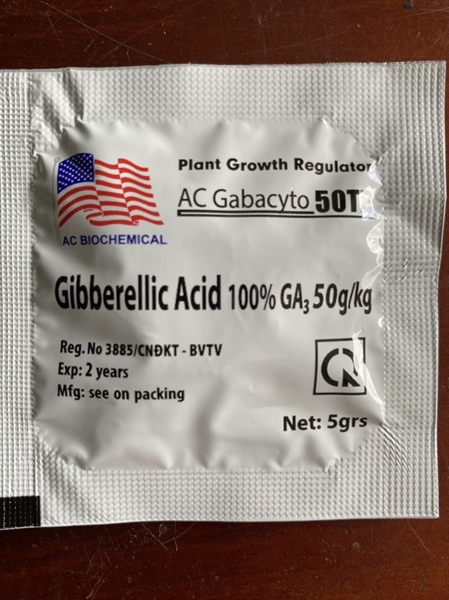 Plant Growth Regulator
AC Gabacyto 50T
AC BIOCHEMICAL
Gibberellic Acid 100% GA₃ 50g/kg
Reg. No 3885/CNĐKT - BVTV
Exp: 2 years
Mfg: see on packing
Net: 5grs